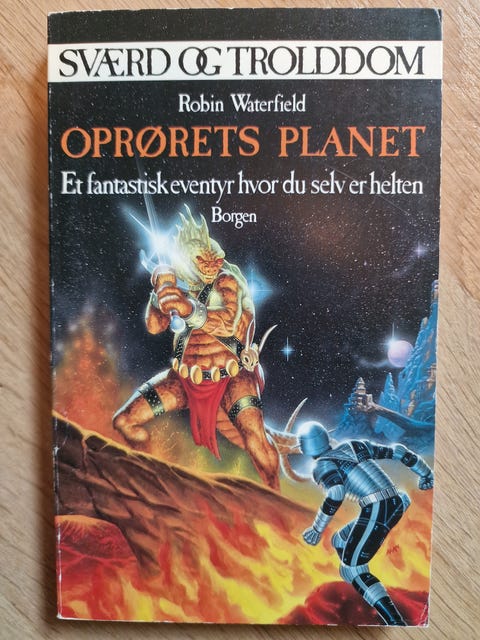 SVÆRD OG TROLDDOM
Robin Waterfield
OPRØRETS PLANET
Et fantastisk eventyr hvor du selv er helten
Borgen